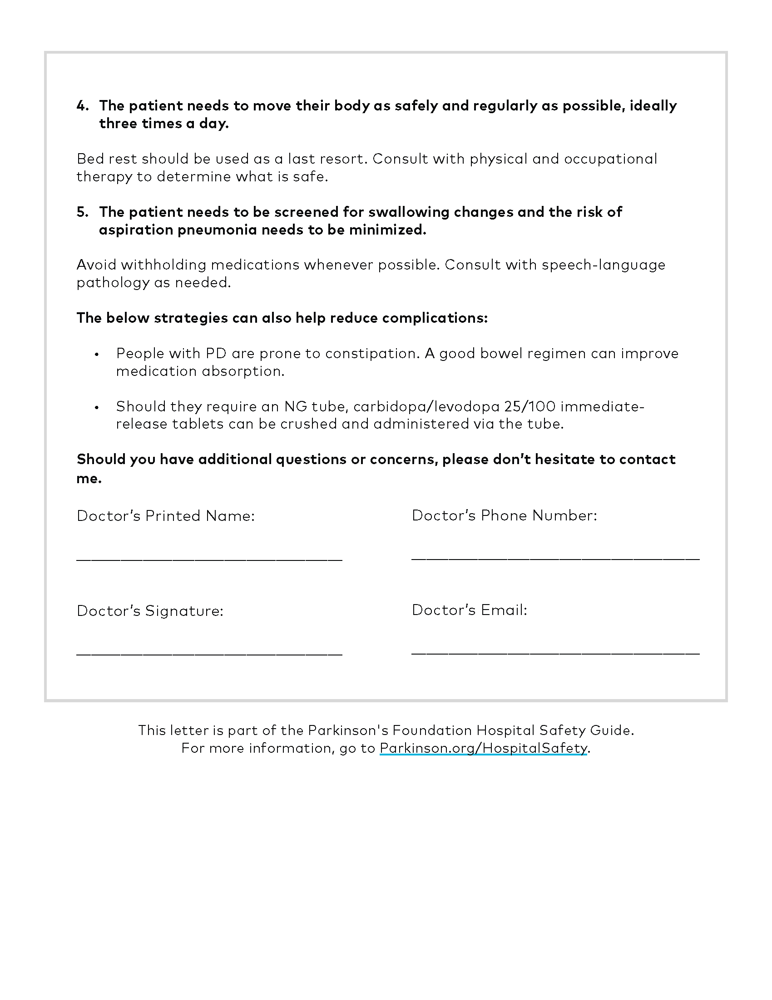 4. The patient needs to move their body as safely and regularly as possible, ideally
three times a day.
Bed rest should be used as a last resort. Consult with physical and occupational
therapy to determine what is safe.
5. The patient needs to be screened for swallowing changes and the risk of
aspiration pneumonia needs to be minimized.
Avoid withholding medications whenever possible. Consult with speech-language
pathology as needed.
The below strategies can also help reduce complications:
• People with PD are prone to constipation. A good bowel regimen can improve
medication absorption.
• Should they require an NG tube, carbidopa/levodopa 25/100 immediate-
release tablets can be crushed and administered via the tube.
Should you have additional questions or concerns, please don’t hesitate to contact
me.
Doctor’s Printed Name:
Doctor’s Phone Number:
Doctor’s Signature:
Doctor’s Email:
This letter is part of the Parkinson's Foundation Hospital Safety Guide.
For more information, go to Parkinson.org/HospitalSafety.